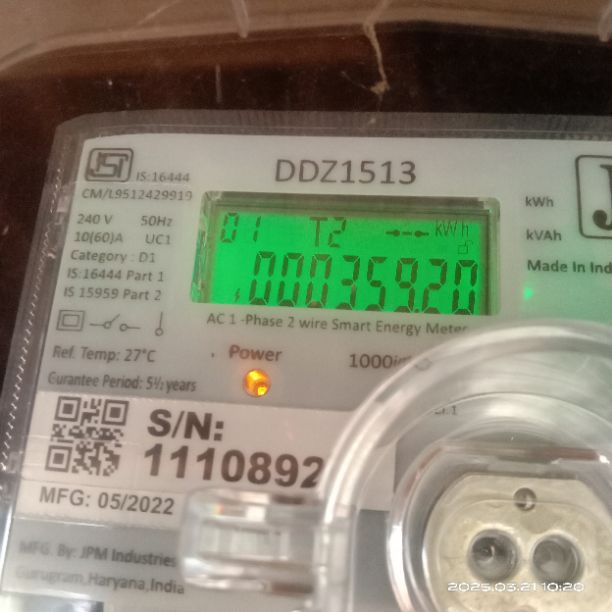 IS:16444
DDZ1513
CM/L9512429919
240 V 50Hz
10(60)A UC1
Category : D1
IS:16444 Part 1
IS 15959 Part 2
01 T2 kWh
000359.20
kWh
kVAh
Made in Ind
AC 1 -Phase 2 wire Smart Energy Meter
Ref. Temp: 27°C
Power
1000im
Gurantee Period: 5½ years
S/N:
1110892
MFG: 05/2022
MFG. By: JPM Industries
Gurugram,Haryana,India
2025.03.21 10:20